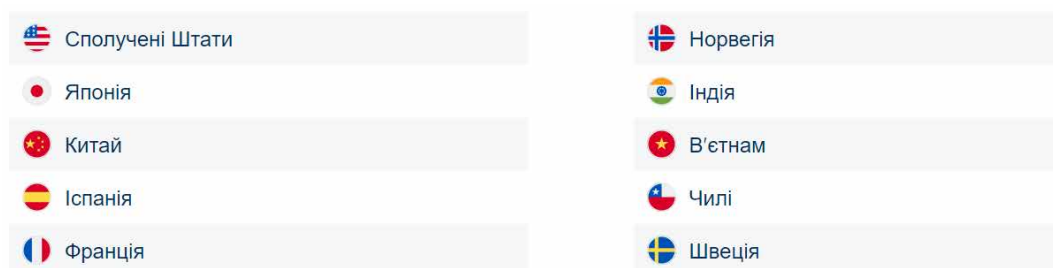 Сполучені Штати
Японія
Китай
Іспанія
Франція
Норвегія
Індія
В'єтнам
Чилі
Швеція